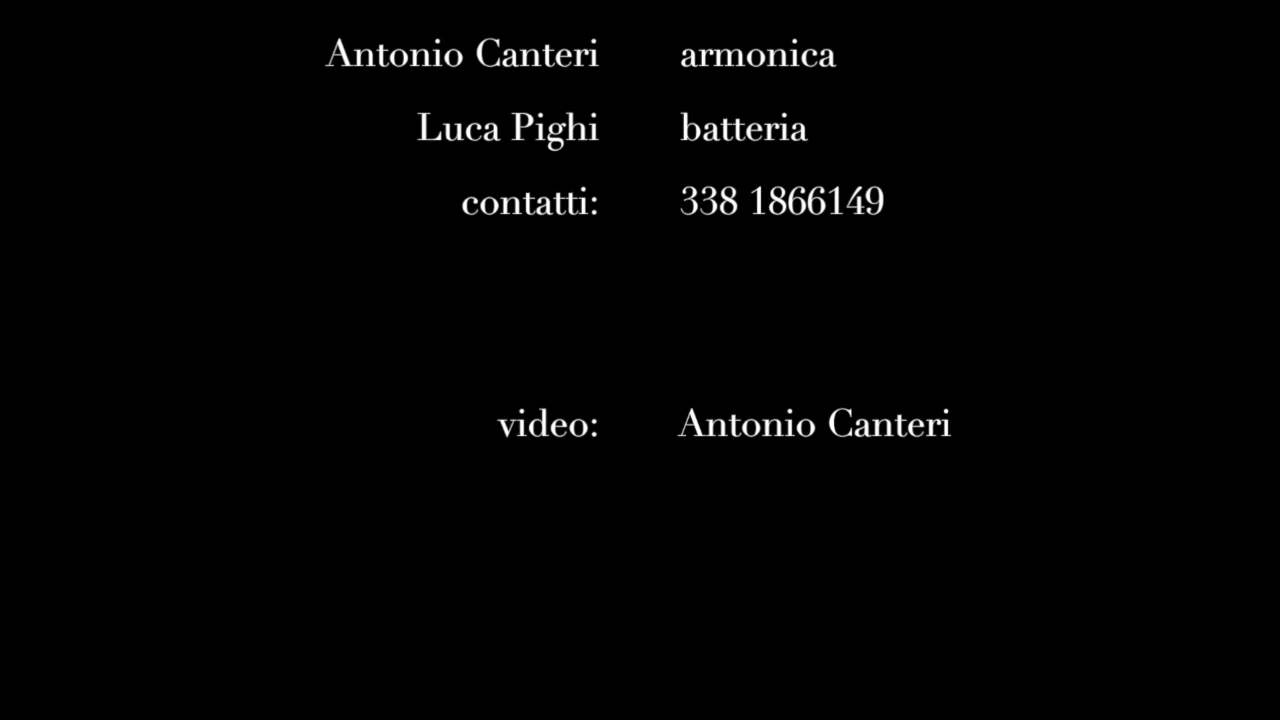 Antonio Canteri armonica
Luca Pighi batteria
contatti: 338 1866149
video: Antonio Canteri